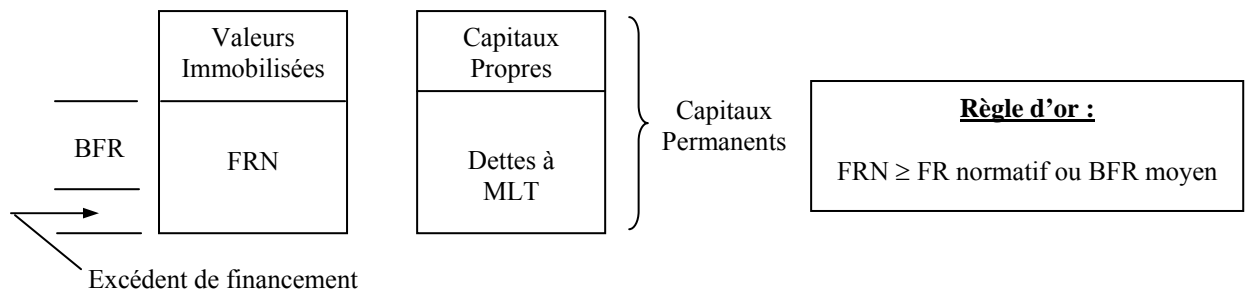 Valeurs
Immobilisées
Capitaux
Propres
BFR
FRN
Dettes à
MLT
Capitaux
Permanents
Règle d'or :
FRN ≥ FR normatif ou BFR moyen
Excédent de financement